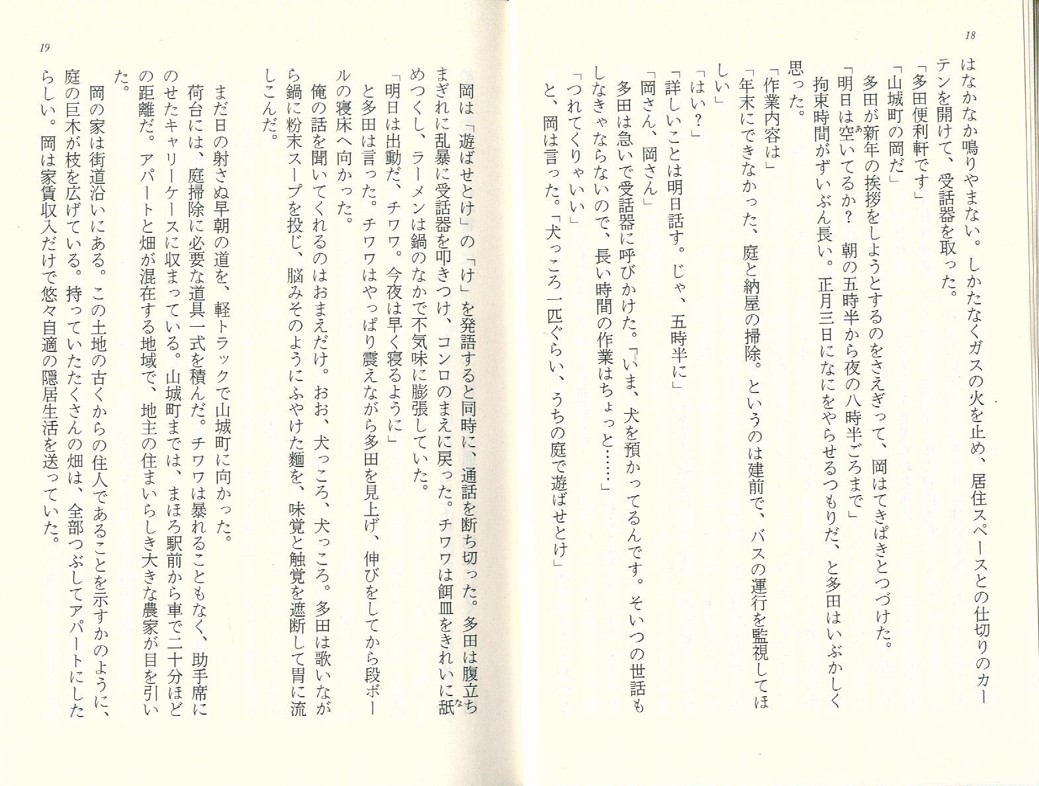 18
はなかなか鳴りやまない。しかたなくガスの火を止め、居住スペースとの仕切りのカー
テンを開けて、受話器を取った。
「多田便利軒です」
「山城町の岡だ」
多田が新年の挨拶をしようとするのをさえぎって、岡はてきぱきとつづけた。
「明日は空いてるか？　朝の五時半から夜の八時半ごろまで」
拘束時間がずいぶん長い。正月三日になにをやらせるつもりだ、と多田はいぶかしく
思った。
「作業内容は」
「年末にできなかった、庭と納屋の掃除。というのは建前で、バスの運行を監視してほ
しい」
「はい？」
「詳しいことは明日話す。じゃ、五時半に」
「岡さん、岡さん」
多田は急いで受話器に呼びかけた。「いま、犬を預かってるんです。そいつの世話も
しなきゃならないので、長い時間の作業はちょっと……」
「つれてくりゃいい」
と、岡は言った。「犬っころ一匹ぐらい、うちの庭で遊ばせとけ」
19
岡は「遊ばせとけ」の「け」を発語すると同時に、通話を断ち切った。多田は腹立ち
まぎれに乱暴に受話器を叩きつけ、コンロのまえに戻った。チワワは餌皿をきれいに舐
めつくし、ラーメンは鍋のなかで不気味に膨張していた。
「明日は出動だ、チワワ。今夜は早く寝るように」
と多田は言った。チワワはやっぱり震えながら多田を見上げ、伸びをしてから段ボー
ルの寝床へ向かった。
俺の話を聞いてくれるのはおまえだけ。おお、犬っころ、犬っころ。多田は歌いなが
ら鍋に粉末スープを投じ、脳みそのようにふやけた麺を、味覚と触覚を遮断して胃に流
しこんだ。
まだ日の射さぬ早朝の道を、軽トラックで山城町に向かった。
荷台には、庭掃除に必要な道具一式を積んだ。チワワは暴れることもなく、助手席に
のせたキャリーケースに収まっている。山城町までは、まほろ駅前から車で二十分ほど
の距離だ。アパートと畑が混在する地域で、地主の住まいらしき大きな農家が目を引い
た。
岡の家は街道沿いにある。この土地の古くからの住人であることを示すかのように、
庭の巨木が枝を広げている。持っていたたくさんの畑は、全部つぶしてアパートにした
らしい。岡は家賃収入だけで悠々自適の隠居生活を送っていた。